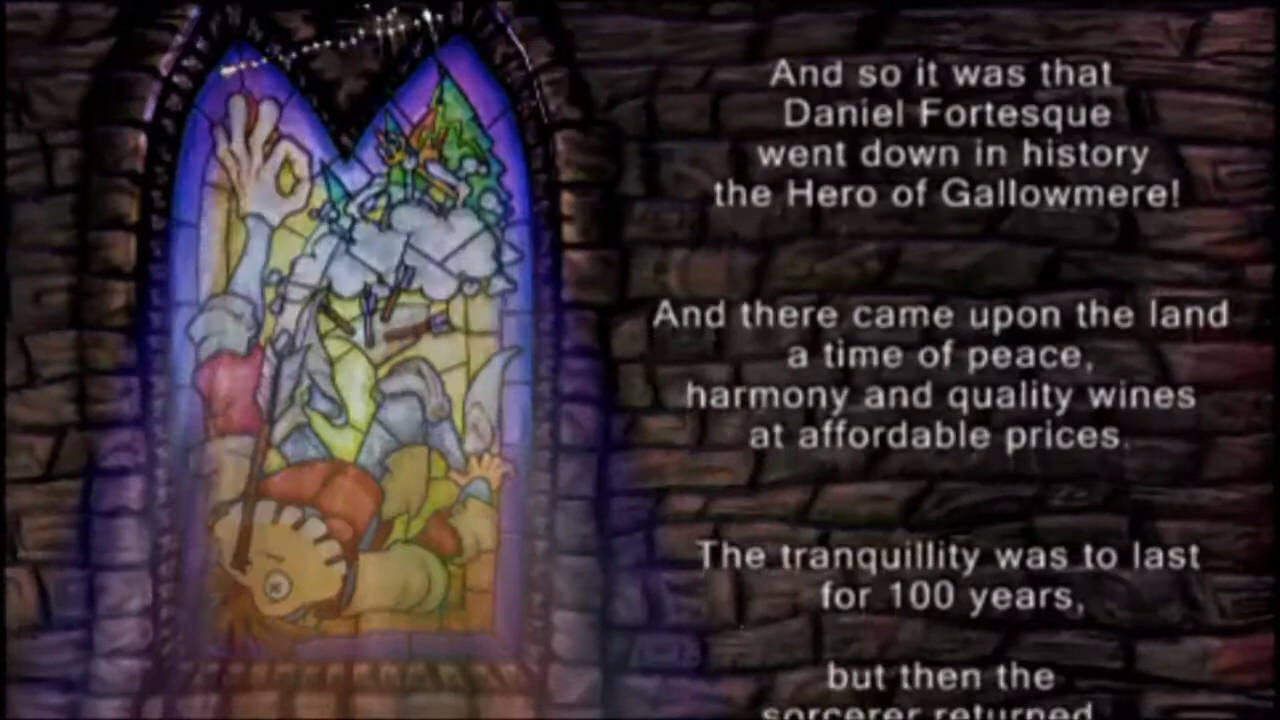 And so it was that
Daniel Fortesque
went down in history
the Hero of Gallowmere!
And there came upon the land
a time of peace,
harmony and quality wines
at affordable prices.
The tranquillity was to last
for 100 years,
but then the
sorcerer returned